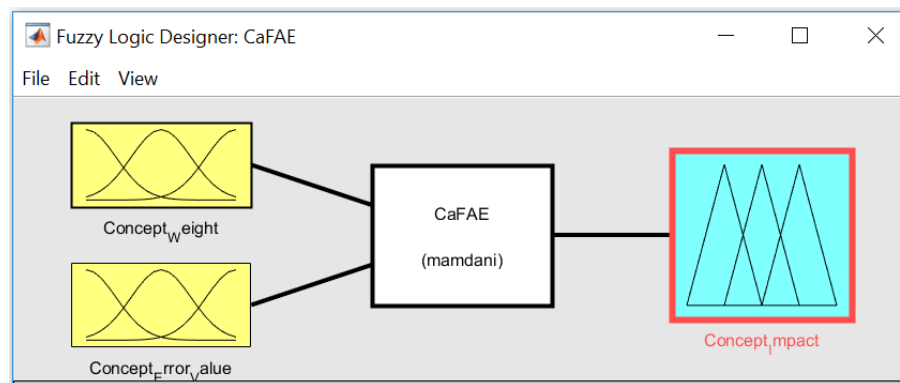 Fuzzy Logic Designer: CaFAE
File Edit View
Concept_Weight
CaFAE
(mamdani)
Concept_Impact
Concept_Error_Value